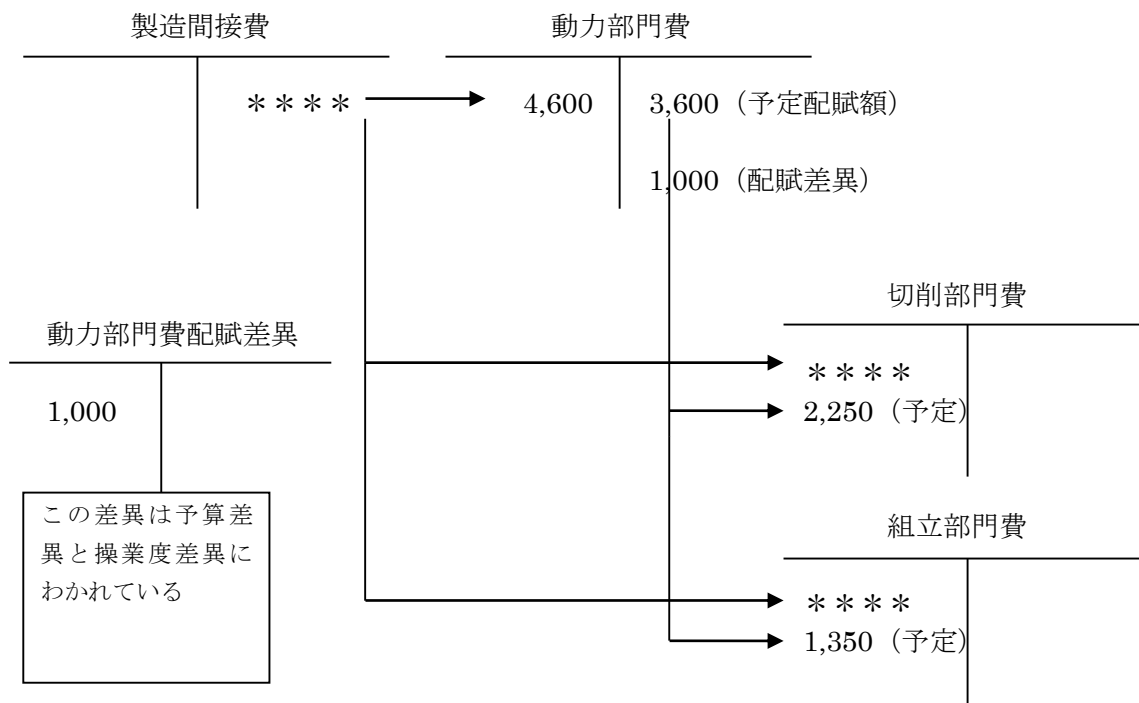 製造間接費
動力部門費
＊＊＊＊
4,600
3,600（予定配賦額）
1,000（配賦差異）
切削部門費
＊＊＊＊
2,250（予定）
動力部門費配賦差異
1,000
この差異は予算差
異と操業度差異に
わかれている
組立部門費
＊＊＊＊
1,350（予定）